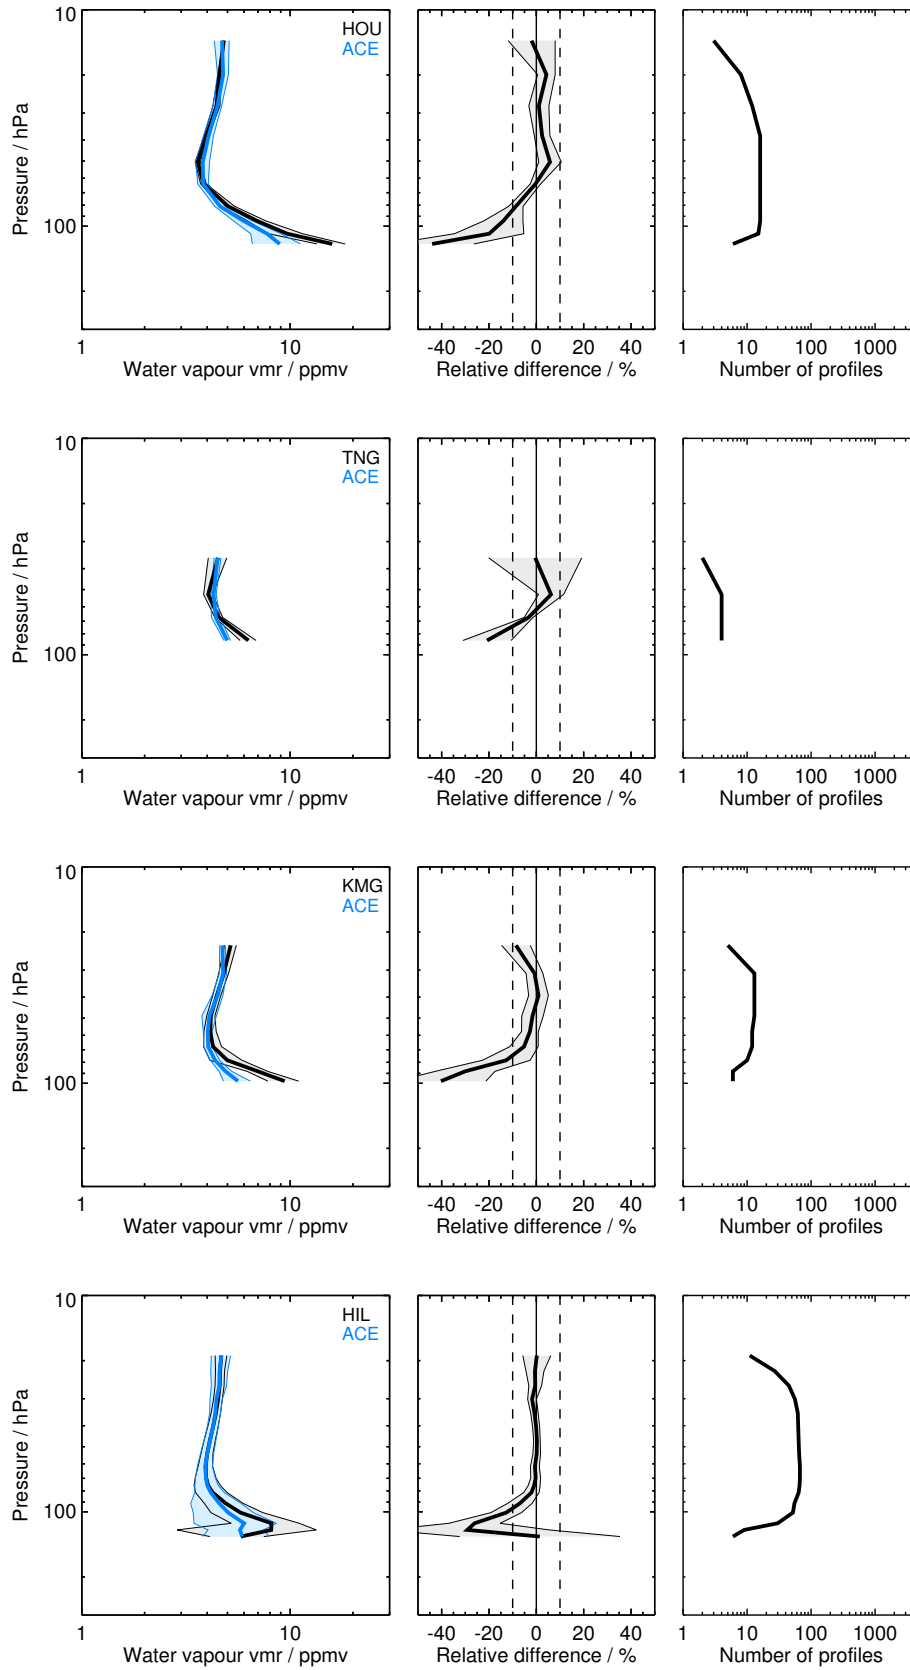 10
100
Pressure / hPa
HOU
ACE
1 10
Water vapour vmr / ppmv
-40 -20 0 20 40
Relative difference / %
1 10 100 1000
Number of profiles
10
100
Pressure / hPa
TNG
ACE
1 10
Water vapour vmr / ppmv
-40 -20 0 20 40
Relative difference / %
1 10 100 1000
Number of profiles
10
100
Pressure / hPa
KMG
ACE
1 10
Water vapour vmr / ppmv
-40 -20 0 20 40
Relative difference / %
1 10 100 1000
Number of profiles
10
100
Pressure / hPa
HIL
ACE
1 10
Water vapour vmr / ppmv
-40 -20 0 20 40
Relative difference / %
1 10 100 1000
Number of profiles